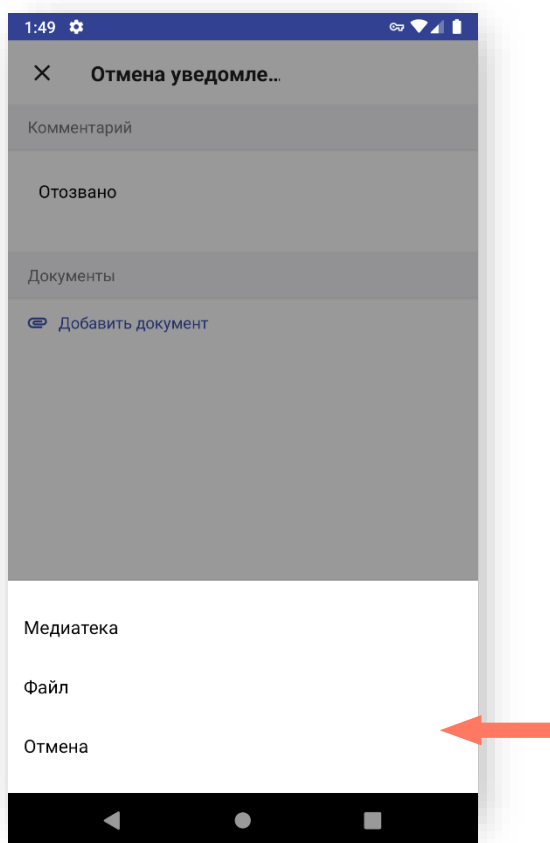 1:49
Отмена уведомле...
Комментарий
Отозвано
Документы
Добавить документ
Медиатека
Файл
Отмена